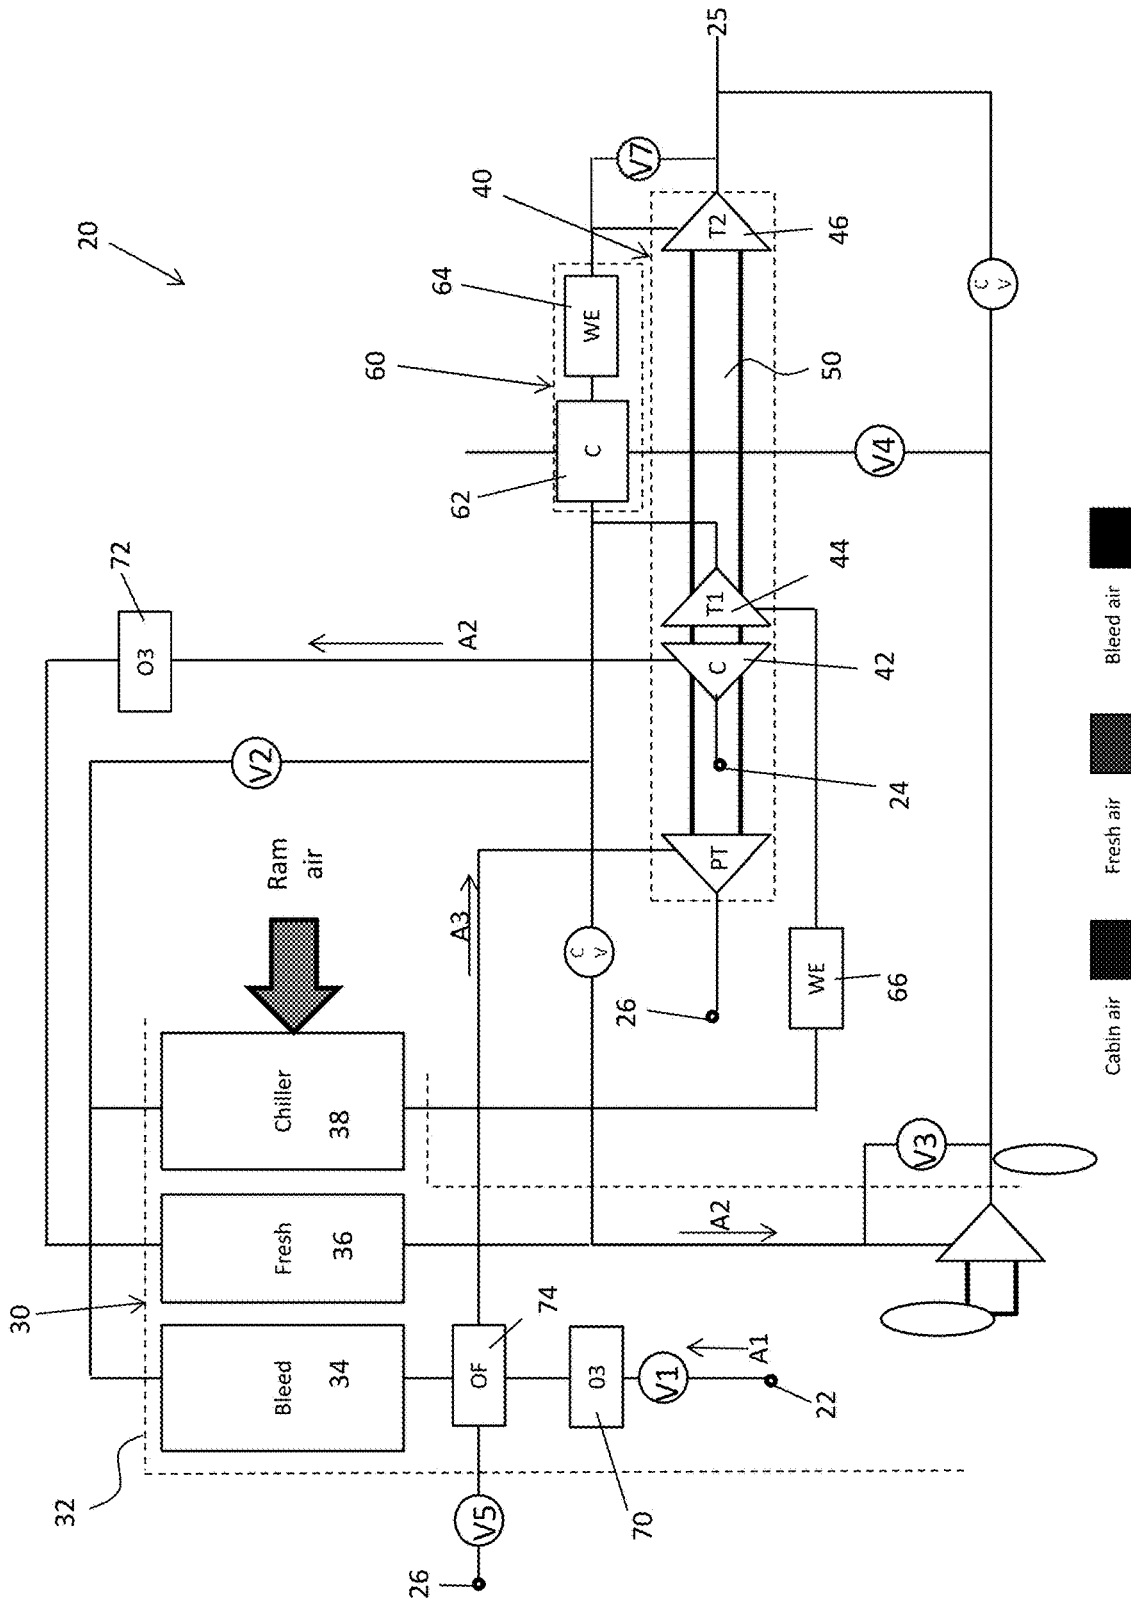 32
30
20
72
O3
V2
Ram
air
Bleed
34
Fresh
36
Chiller
38
26
V5
OF
74
A3
A2
62
60
64
40
O3
70
C V
C
WE
V7
V1
26
A2
PT
C
T1
T2
25
A1
22
WE
66
24
42
44
50
46
V3
V4
C V
Cabin air
Fresh air
Bleed air